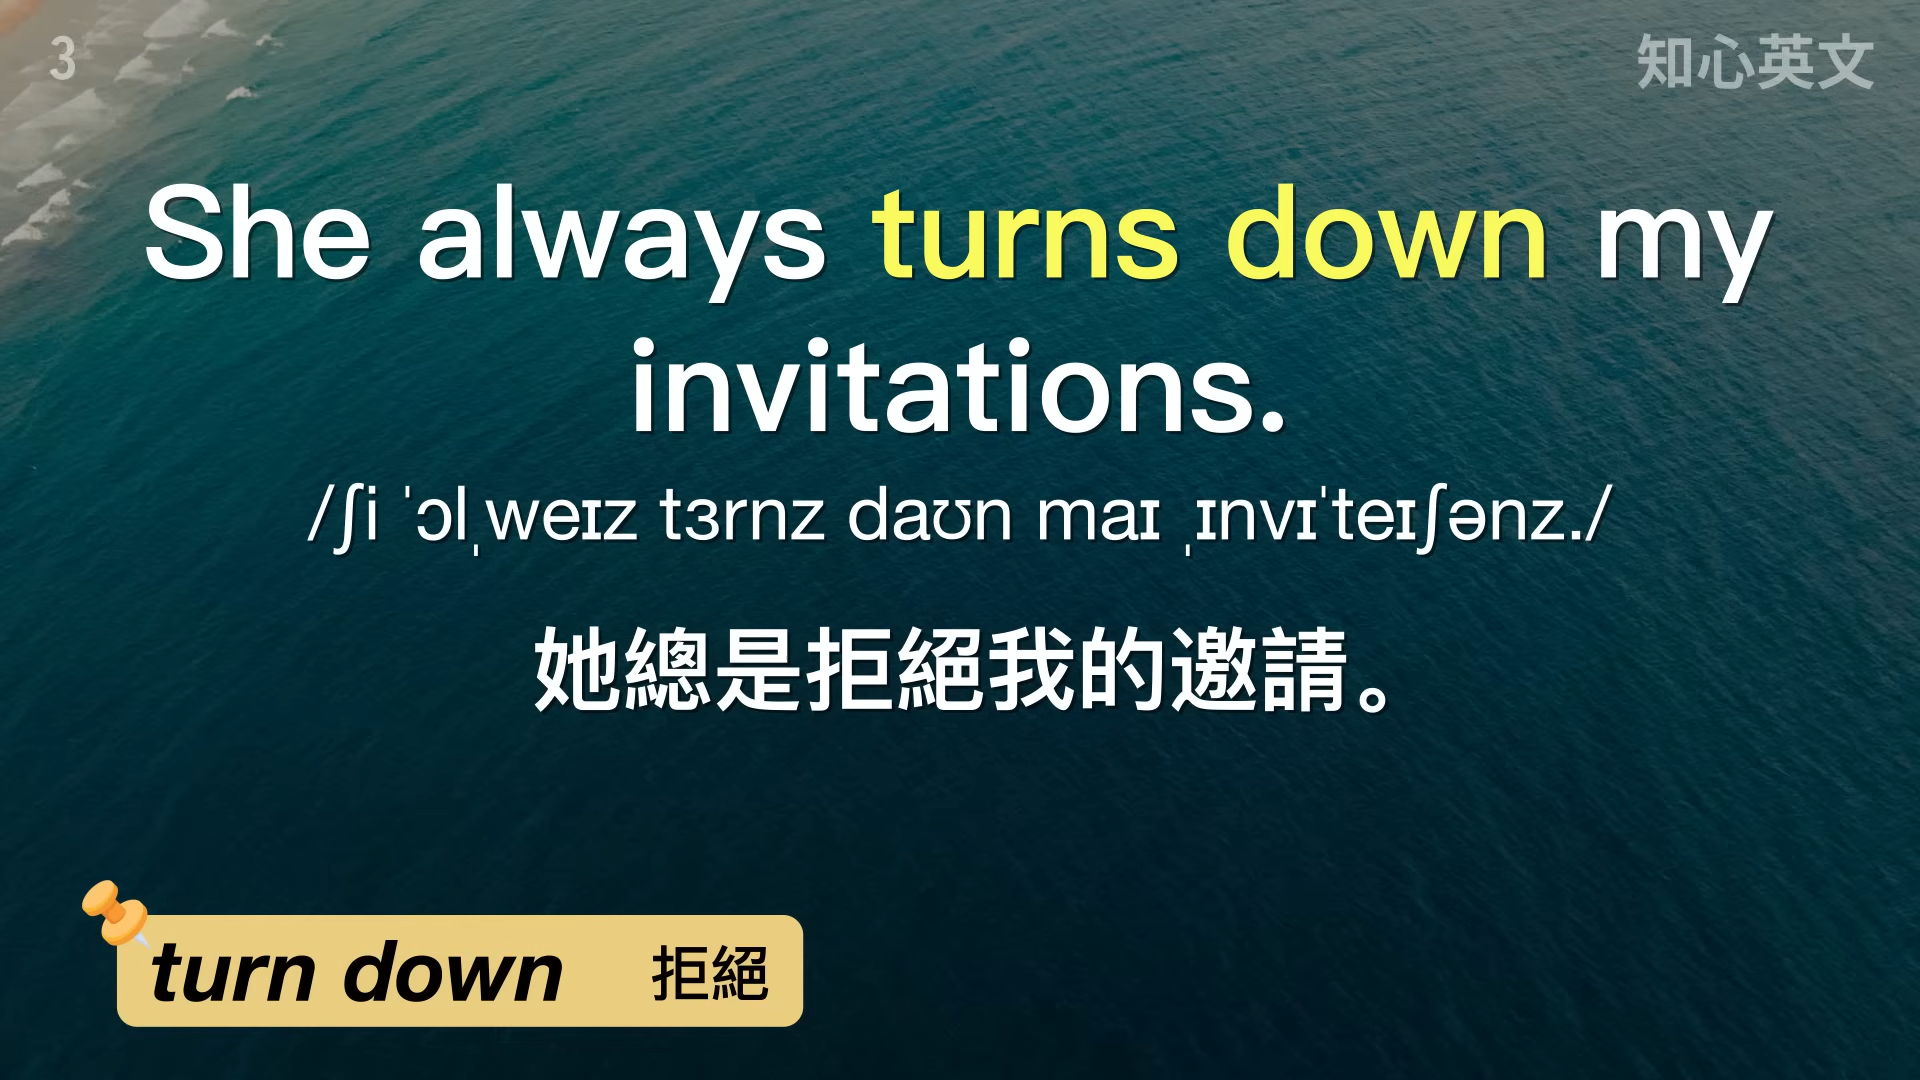 3
知心英文
She always turns down my
invitations.
/ʃi ˈɔlˌweɪz tɜrnz daʊn maɪ ˌɪnvɪˈteɪʃənz./
她總是拒絕我的邀請。
turn down 拒絕